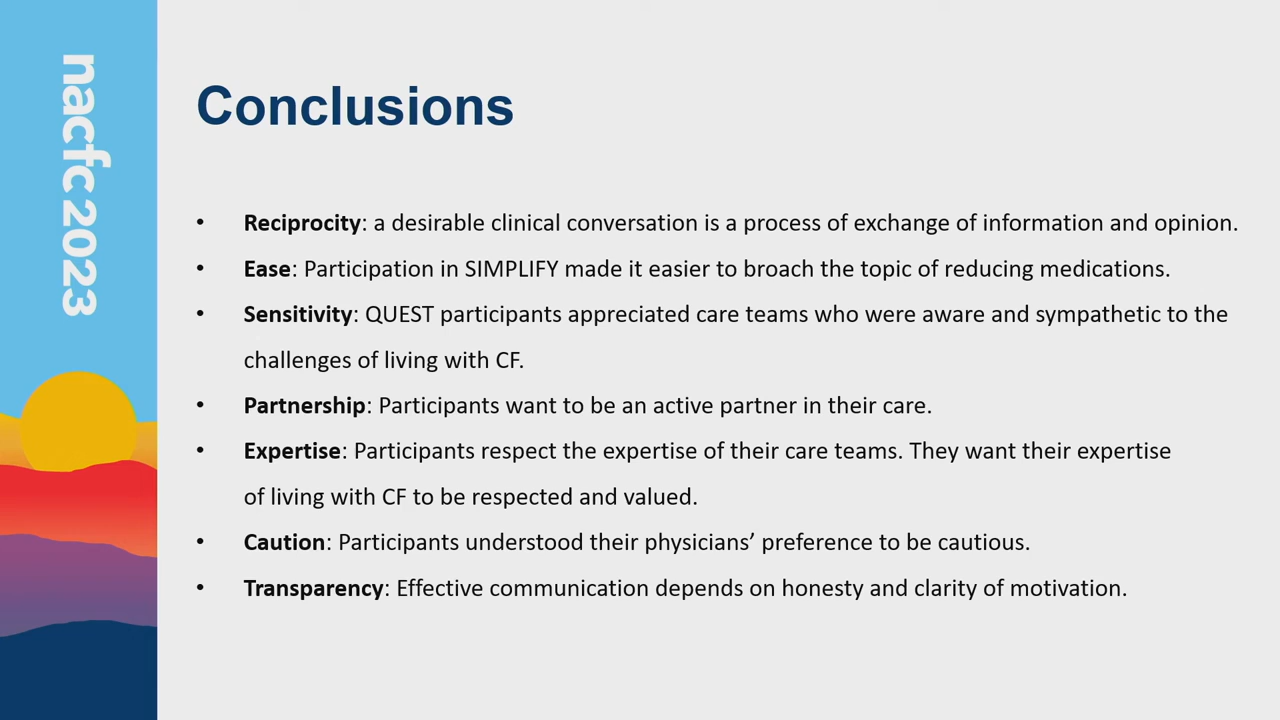 nacfc 2023
Conclusions
• Reciprocity: a desirable clinical conversation is a process of exchange of information and opinion.
• Ease: Participation in SIMPLIFY made it easier to broach the topic of reducing medications.
• Sensitivity: QUEST participants appreciated care teams who were aware and sympathetic to the
challenges of living with CF.
• Partnership: Participants want to be an active partner in their care.
• Expertise: Participants respect the expertise of their care teams. They want their expertise
of living with CF to be respected and valued.
• Caution: Participants understood their physicians’ preference to be cautious.
• Transparency: Effective communication depends on honesty and clarity of motivation.